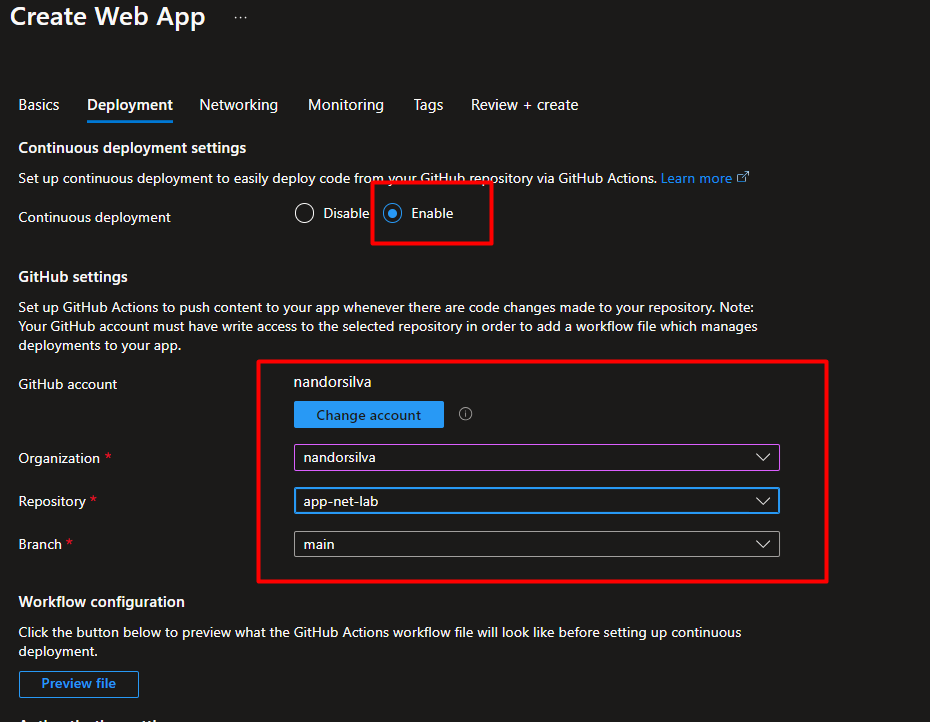 Create Web App ...
Basics Deployment Networking Monitoring Tags Review + create
Continuous deployment settings
Set up continuous deployment to easily deploy code from your GitHub repository via GitHub Actions. Learn more
Continuous deployment Disable Enable
GitHub settings
Set up GitHub Actions to push content to your app whenever there are code changes made to your repository. Note:
Your GitHub account must have write access to the selected repository in order to add a workflow file which manages
deployments to your app.
GitHub account nandorsilva
Change account
Organization * nandorsilva
Repository * app-net-lab
Branch * main
Workflow configuration
Click the button below to preview what the GitHub Actions workflow file will look like before setting up continuous
deployment.
Preview file